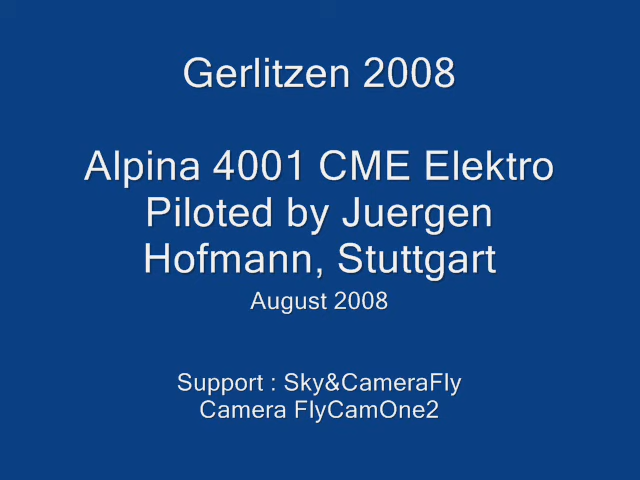 Gerlitzen 2008
Alpina 4001 CME Elektro
Piloted by Juergen
Hofmann, Stuttgart
August 2008
Support : Sky&CameraFly
Camera FlyCamOne2